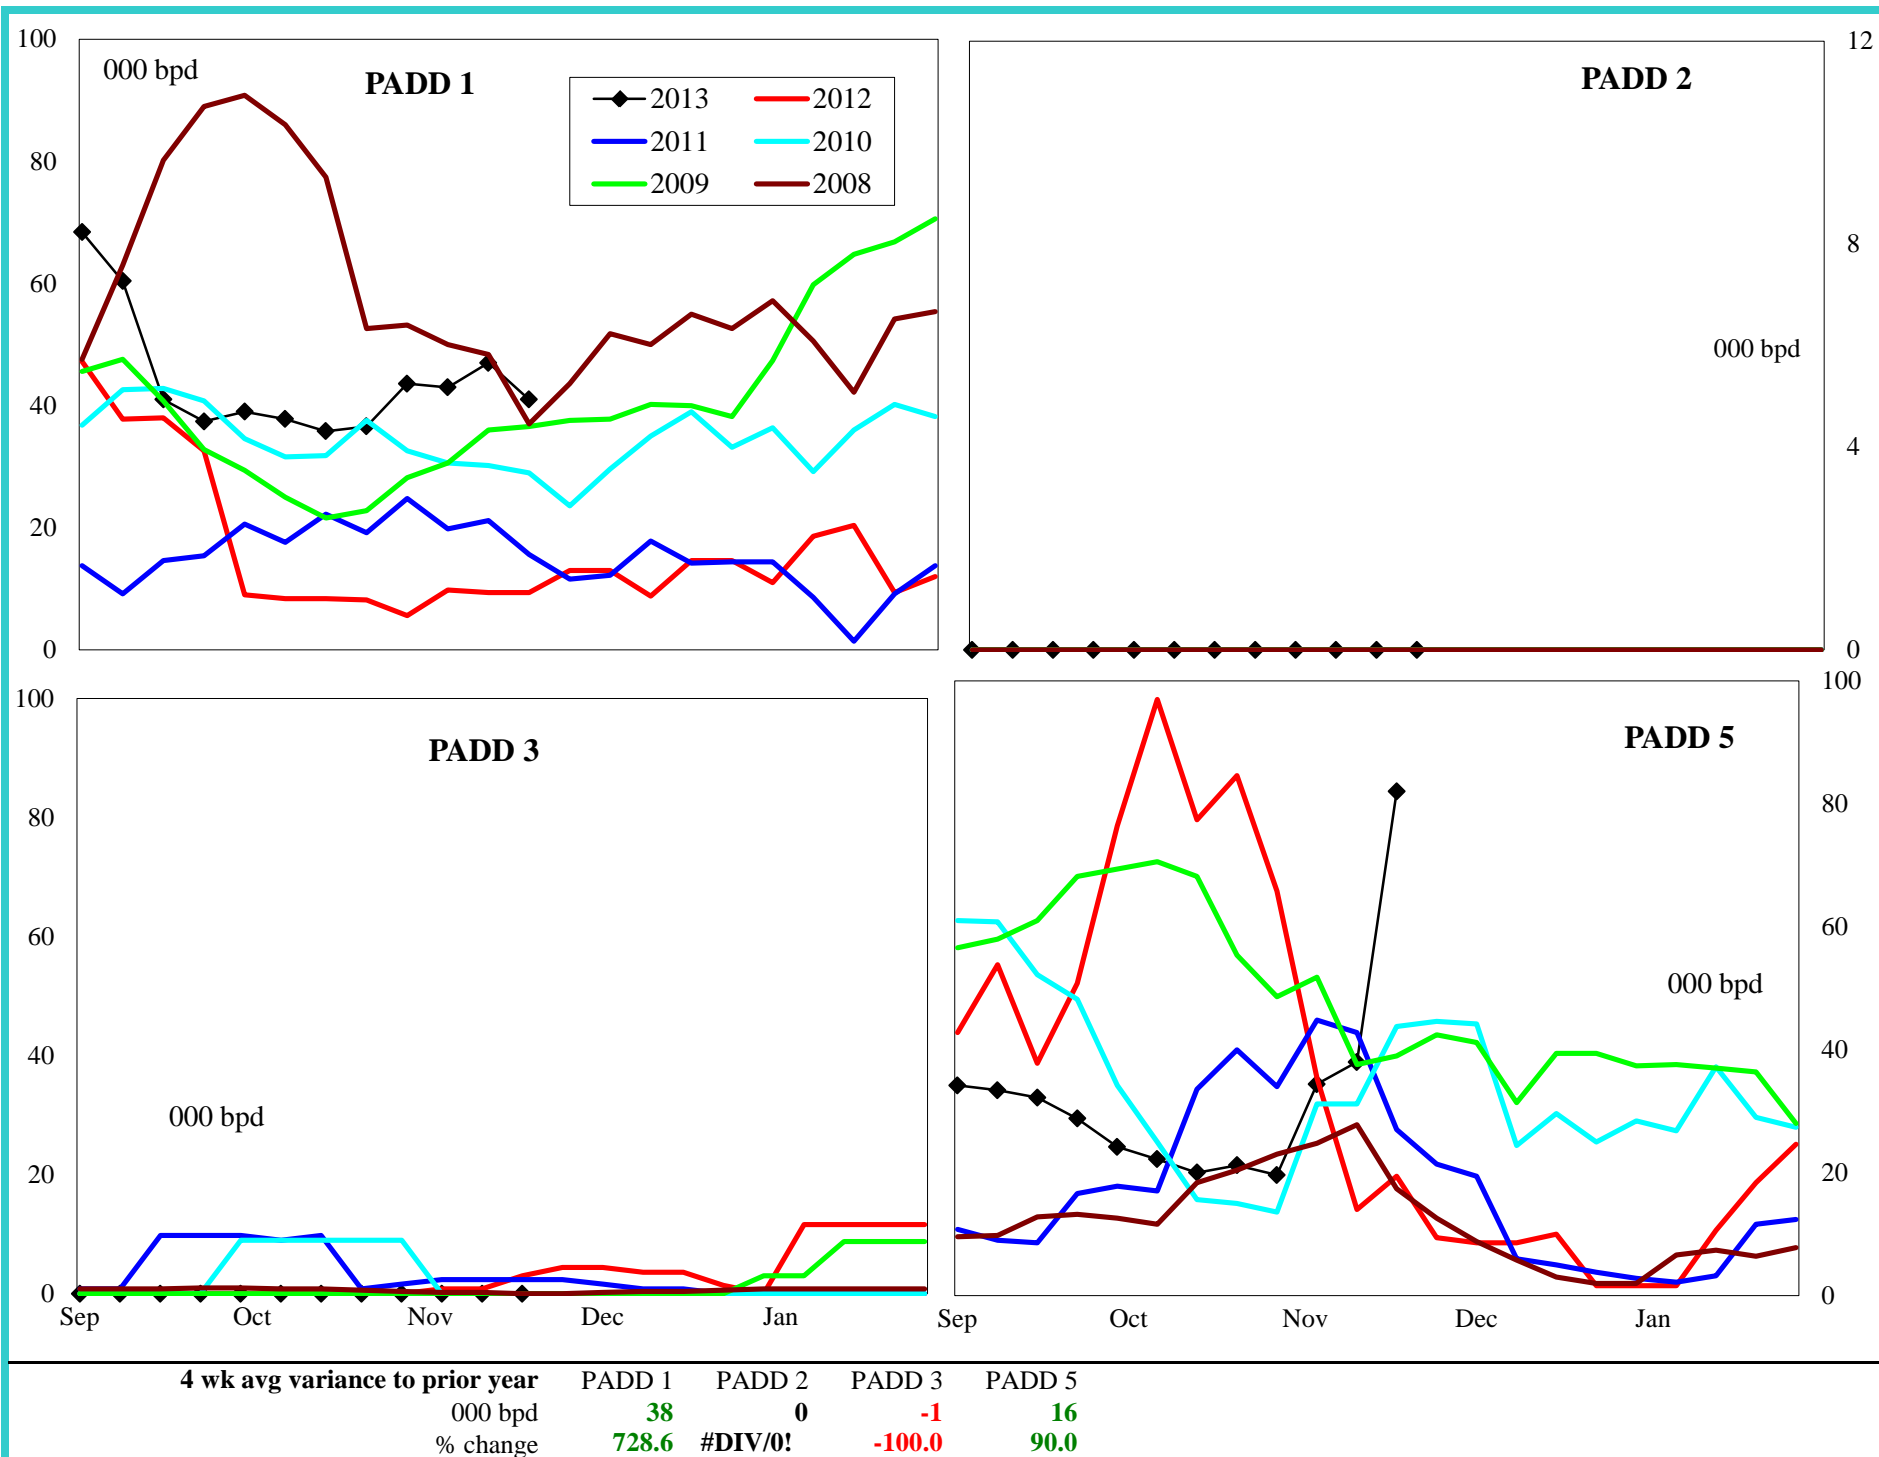 100
000 bpd
PADD 1
2013
2012
2011
2010
2009
2008
80
60
40
20
0
12
PADD 2
8
000 bpd
4
0
100
PADD 3
80
60
40
000 bpd
20
0
Sep Oct Nov Dec Jan
100
PADD 5
80
60
000 bpd
40
20
0
Sep Oct Nov Dec Jan
4 wk avg variance to prior year PADD 1 PADD 2 PADD 3 PADD 5
000 bpd 38 0 -1 16
% change 728.6 #DIV/0! -100.0 90.0